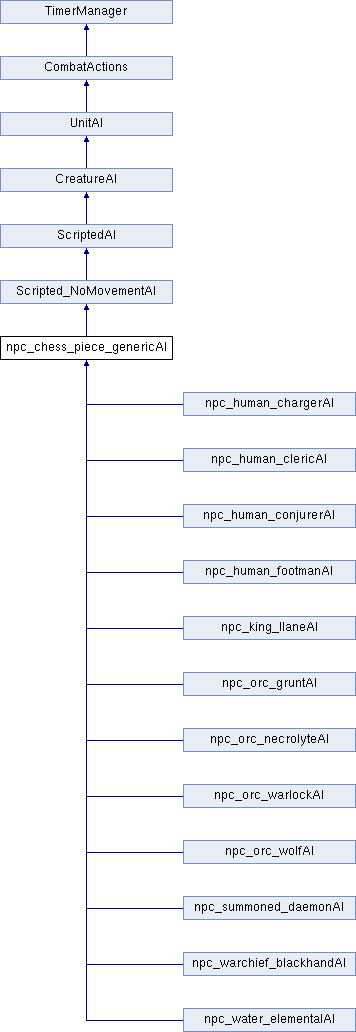 TimerManager
CombatActions
UnitAI
CreatureAI
ScriptedAI
Scripted_NoMovementAI
npc_chess_piece_genericAI
npc_human_chargerAI
npc_human_clericAI
npc_human_conjurerAI
npc_human_footmanAI
npc_king_llaneAI
npc_orc_gruntAI
npc_orc_necrolyteAI
npc_orc_warlockAI
npc_orc_wolfAI
npc_summoned_daemonAI
npc_warchief_blackhandAI
npc_water_elementalAI